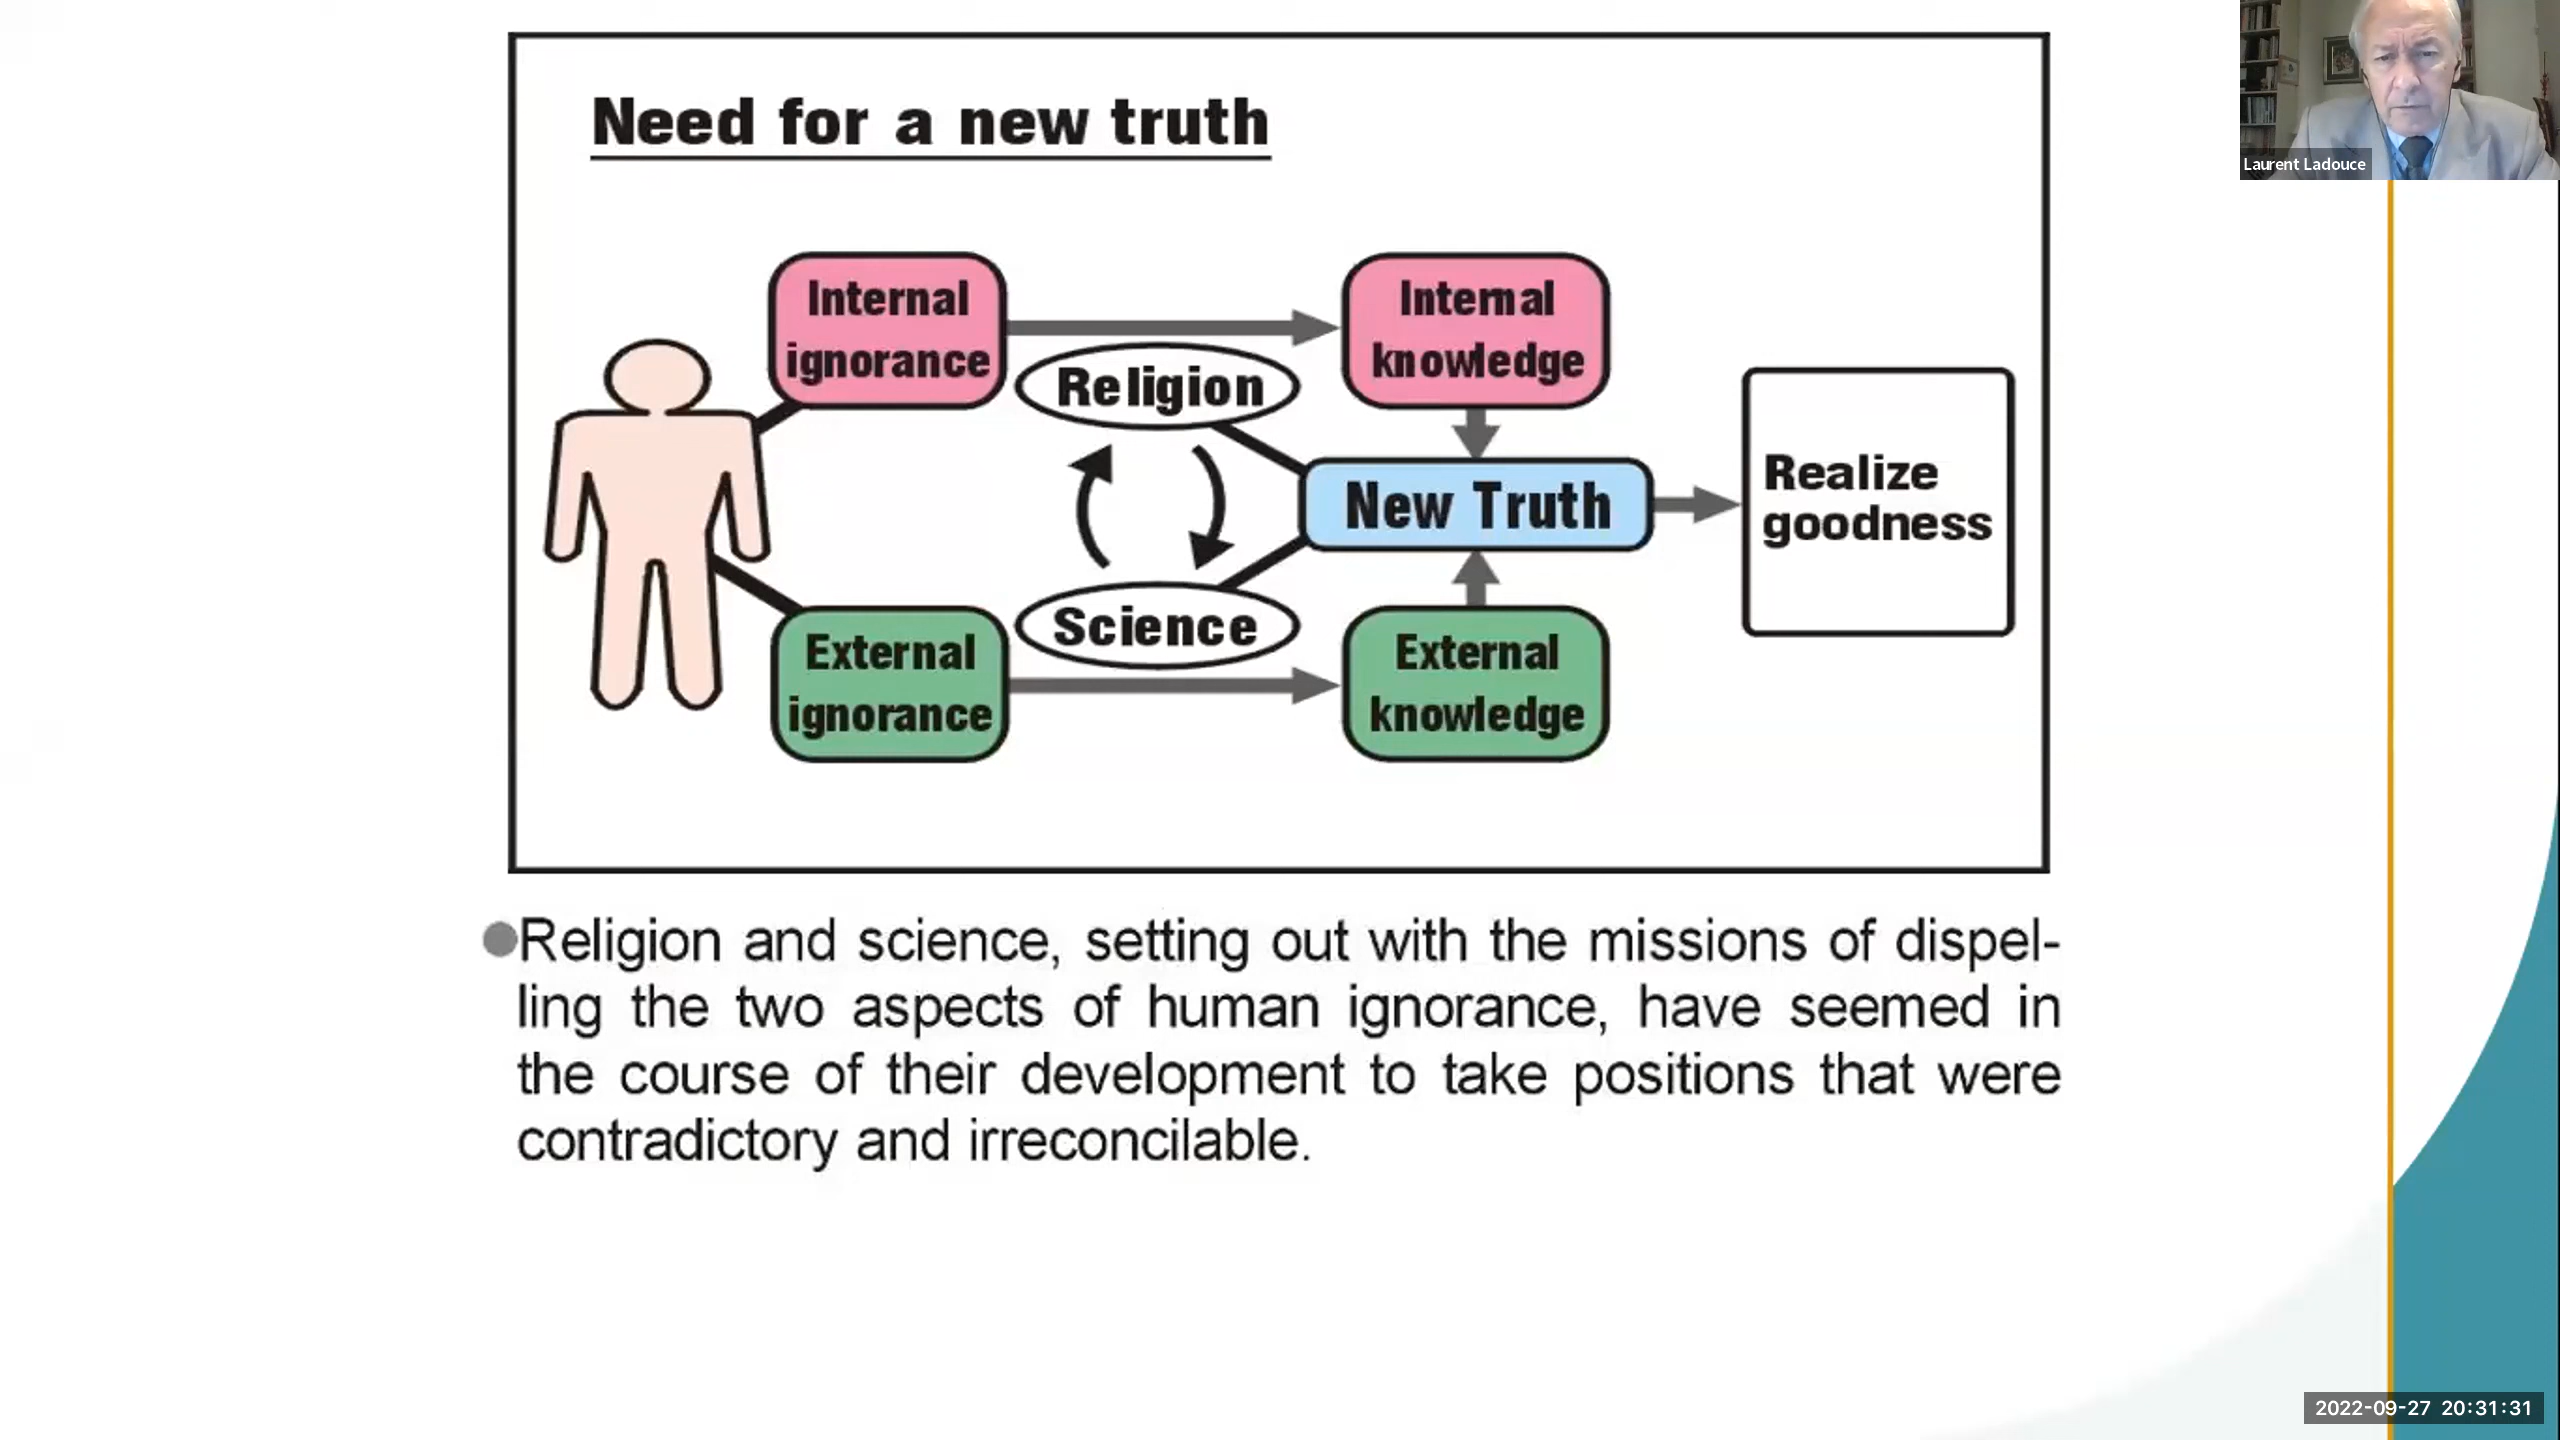 Need for a new truth
Laurent Ladouce
Internal
ignorance
Internal
knowledge
Religion
New Truth
Realize
goodness
Science
External
ignorance
External
knowledge
Religion and science, setting out with the missions of dispel-
ling the two aspects of human ignorance, have seemed in
the course of their development to take positions that were
contradictory and irreconcilable.
2022-09-27 20:31:31